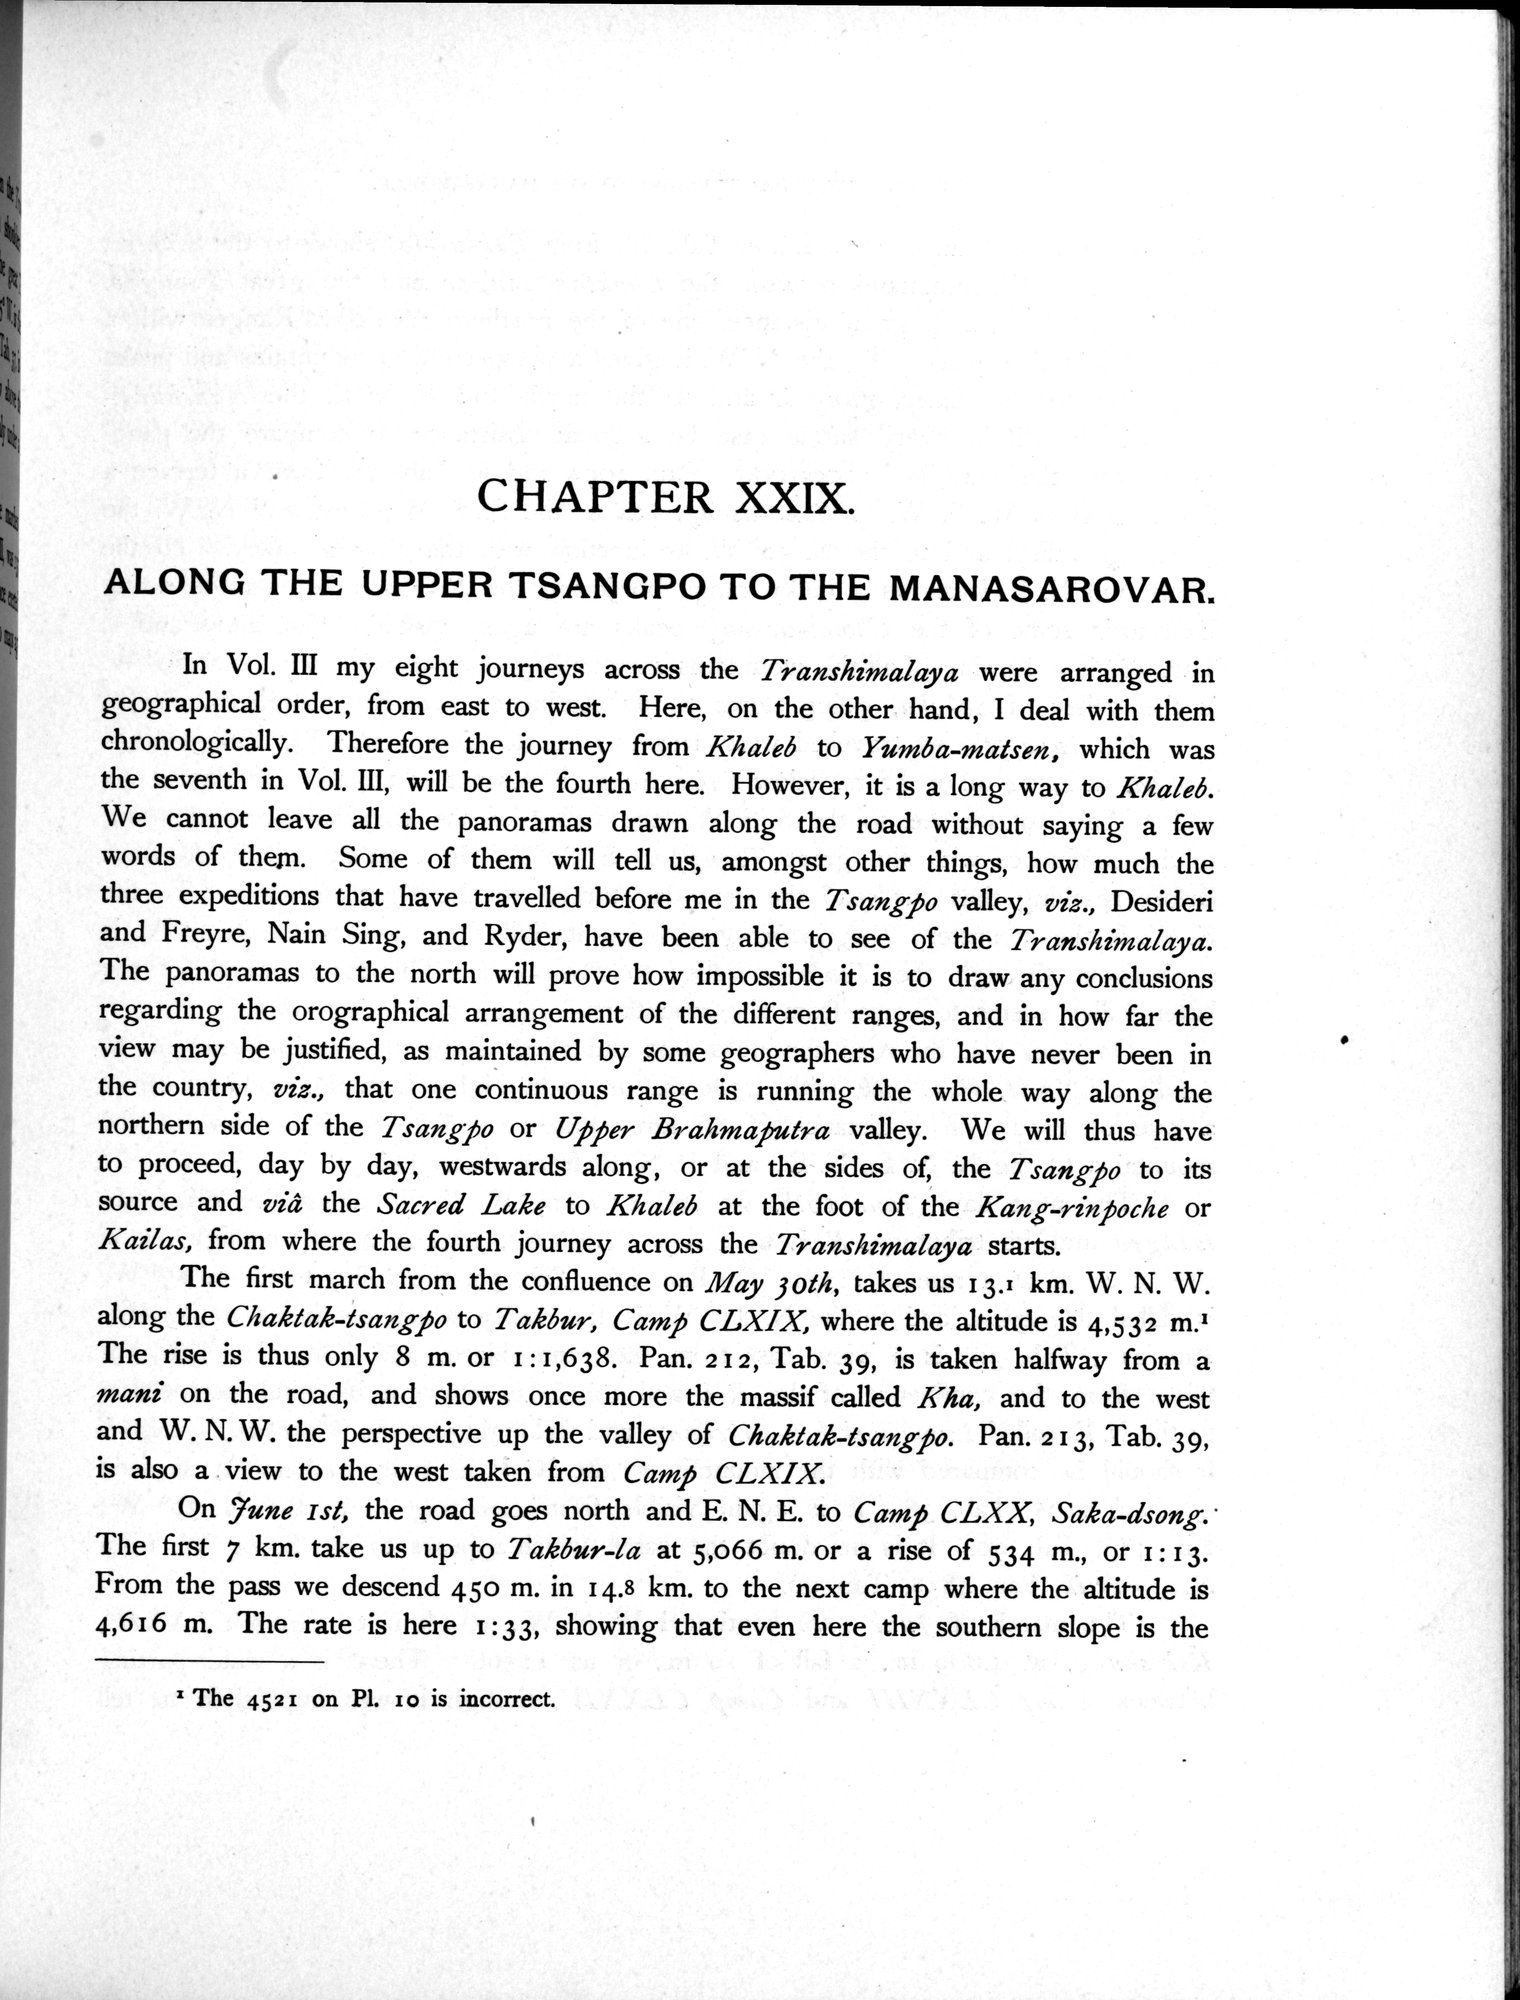 CHAPTER XXIX.
ALONG THE UPPER TSANGPO TO THE MANASAROVAR.
In Vol. III my eight journeys across the Transhimalaya were arranged in
geographical order, from east to west. Here, on the other hand, I deal with them
chronologically. Therefore the journey from Khaleb to Yumba-matsen, which was
the seventh in Vol. III, will be the fourth here. However, it is a long way to Khaleb.
We cannot leave all the panoramas drawn along the road without saying a few
words of them. Some of them will tell us, amongst other things, how much the
three expeditions that have travelled before me in the Tsangpo valley, viz., Desideri
and Freyre, Nain Sing, and Ryder, have been able to see of the Transhimalaya.
The panoramas to the north will prove how impossible it is to draw any conclusions
regarding the orographical arrangement of the different ranges, and in how far the
view may be justified, as maintained by some geographers who have never been in
the country, viz., that one continuous range is running the whole way along the
northern side of the Tsangpo or Upper Brahmaputra valley. We will thus have
to proceed, day by day, westwards along, or at the sides of, the Tsangpo to its
source and viâ the Sacred Lake to Khaleb at the foot of the Kang-rinpoche or
Kailas, from where the fourth journey across the Transhimalaya starts.
The first march from the confluence on May 30th, takes us 13.1 km. W. N. W.
along the Chaktak-tsangpo to Takbur, Camp CLXIX, where the altitude is 4,532 m.¹
The rise is thus only 8 m. or 1:1,638. Pan. 212, Tab. 39, is taken halfway from a
mani on the road, and shows once more the massif called Kha, and to the west
and W. N. W. the perspective up the valley of Chaktak-tsangpo. Pan. 213, Tab. 39,
is also a view to the west taken from Camp CLXIX.
On June 1st, the road goes north and E. N. E. to Camp CLXX, Saka-dsong.
The first 7 km. take us up to Takbur-la at 5,066 m. or a rise of 534 m., or 1:13.
From the pass we descend 450 m. in 14.8 km. to the next camp where the altitude is
4,616 m. The rate is here 1:33, showing that even here the southern slope is the
¹ The 4521 on Pl. 10 is incorrect.